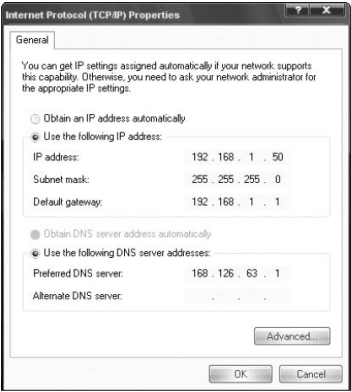 Internet Protocol (TCP/IP) Properties
? X
General
You can get IP settings assigned automatically if your network supports
this capability. Otherwise, you need to ask your network administrator for
the appropriate IP settings.
Obtain an IP address automatically
Use the following IP address:
IP address: 192 . 168 . 1 . 50
Subnet mask: 255 . 255 . 255 . 0
Default gateway: 192 . 168 . 1 . 1
Obtain DNS server address automatically
Use the following DNS server addresses:
Preferred DNS server: 168 . 126 . 63 . 1
Alternate DNS server: . . .
Advanced...
OK Cancel